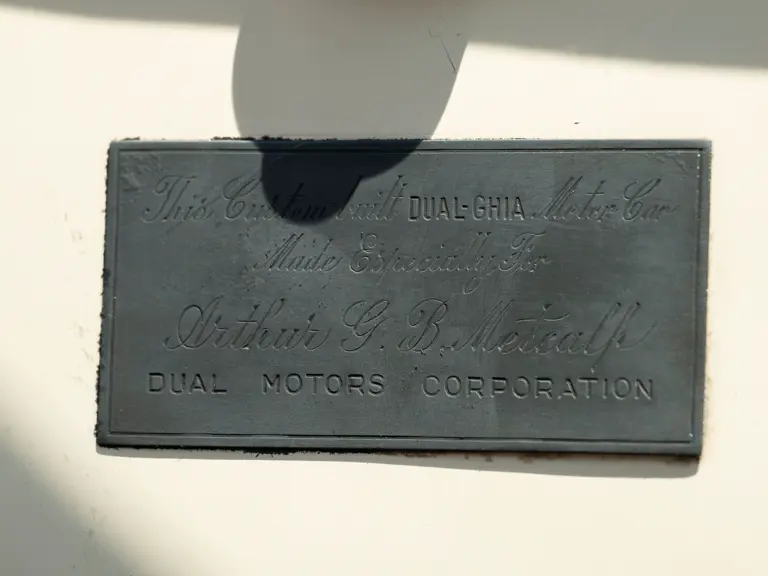 This Custom built DUAL-GHIA Motor Car
Made Especially For
Arthur G. B. Metcalf
DUAL MOTORS CORPORATION